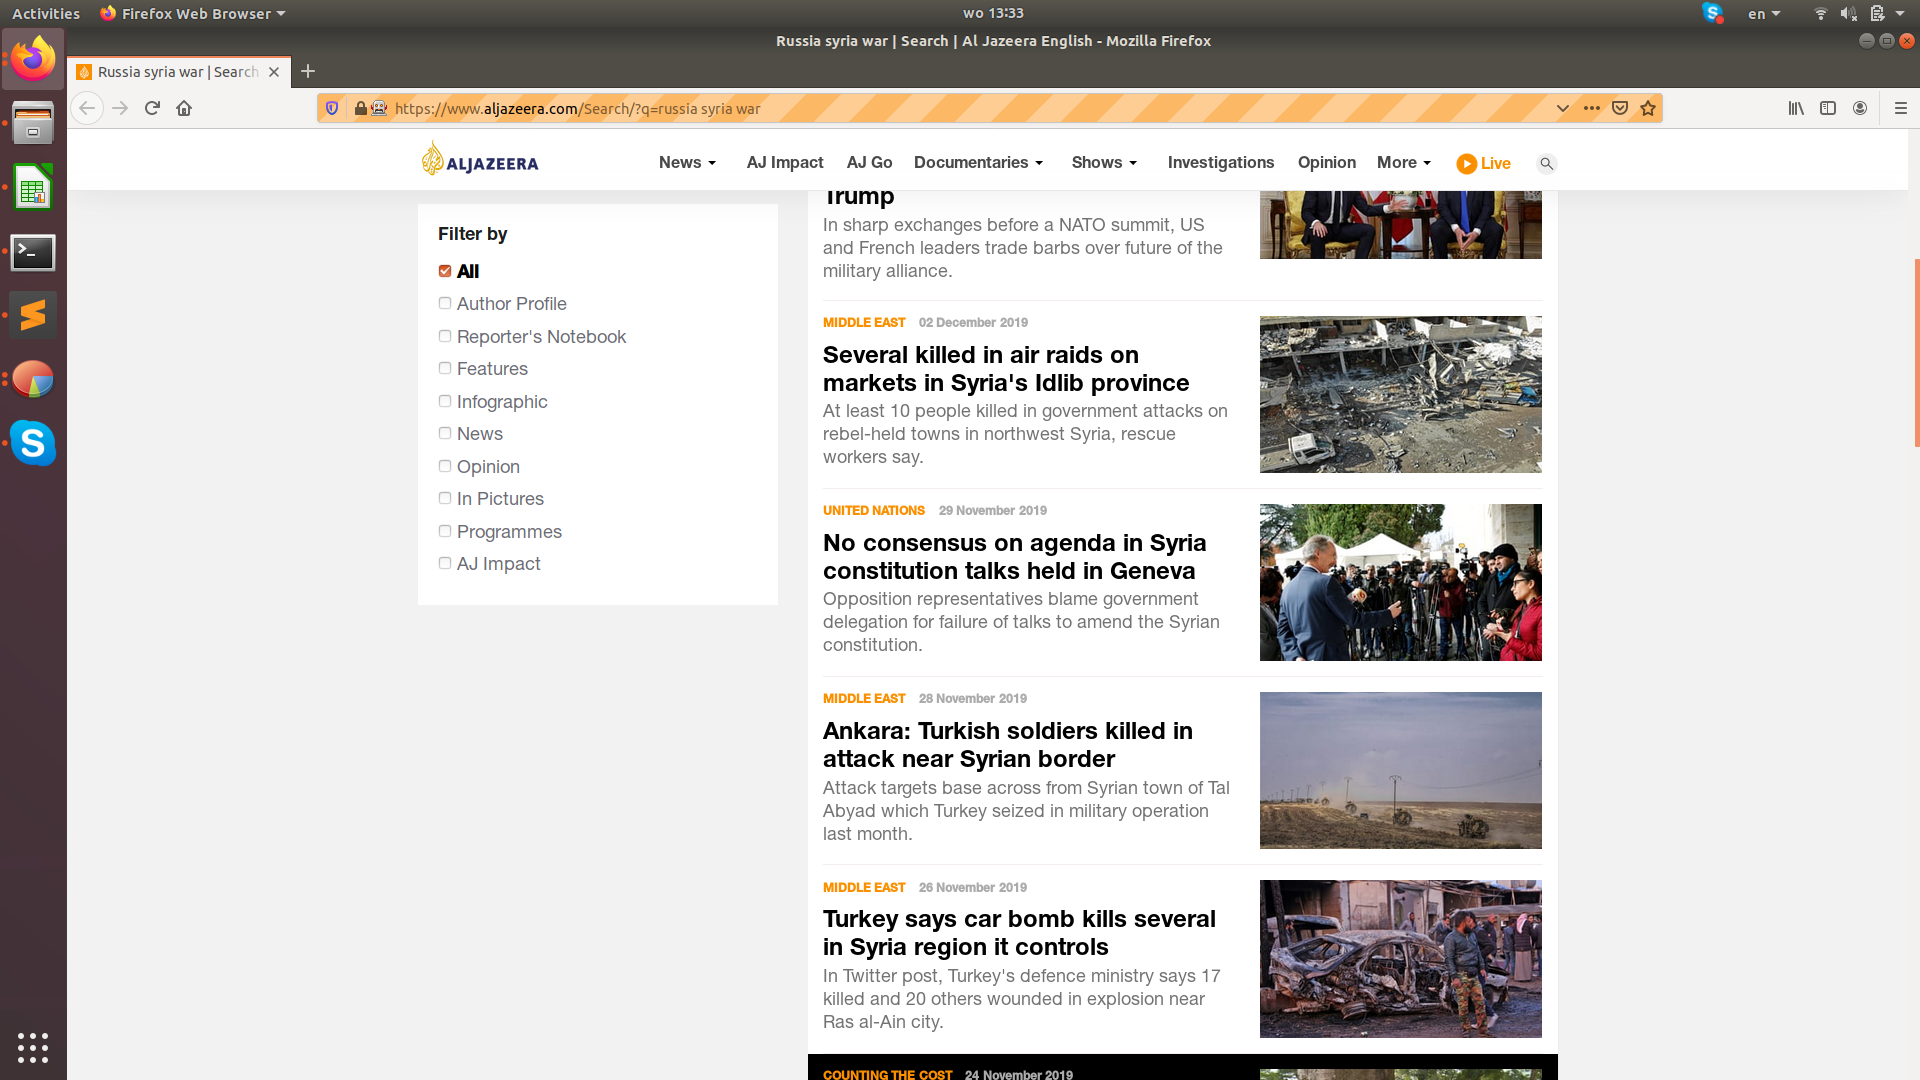 Activities
Firefox Web Browser
wo 13:33
en
Russia syria war | Search | Al Jazeera English - Mozilla Firefox
Russia syria war | Search
https://www.aljazeera.com/Search/?q=russia syria war
ALJAZEERA
News
AJ Impact
AJ Go
Documentaries
Shows
Investigations
Opinion
More
Live
Filter by
All
Author Profile
Reporter's Notebook
Features
Infographic
News
Opinion
In Pictures
Programmes
AJ Impact
Trump
In sharp exchanges before a NATO summit, US
and French leaders trade barbs over future of the
military alliance.
MIDDLE EAST 02 December 2019
Several killed in air raids on
markets in Syria's Idlib province
At least 10 people killed in government attacks on
rebel-held towns in northwest Syria, rescue
workers say.
UNITED NATIONS 29 November 2019
No consensus on agenda in Syria
constitution talks held in Geneva
Opposition representatives blame government
delegation for failure of talks to amend the Syrian
constitution.
MIDDLE EAST 28 November 2019
Ankara: Turkish soldiers killed in
attack near Syrian border
Attack targets base across from Syrian town of Tal
Abyad which Turkey seized in military operation
last month.
MIDDLE EAST 26 November 2019
Turkey says car bomb kills several
in Syria region it controls
In Twitter post, Turkey's defence ministry says 17
killed and 20 others wounded in explosion near
Ras al-Ain city.
COUNTING THE COST 24 November 2019